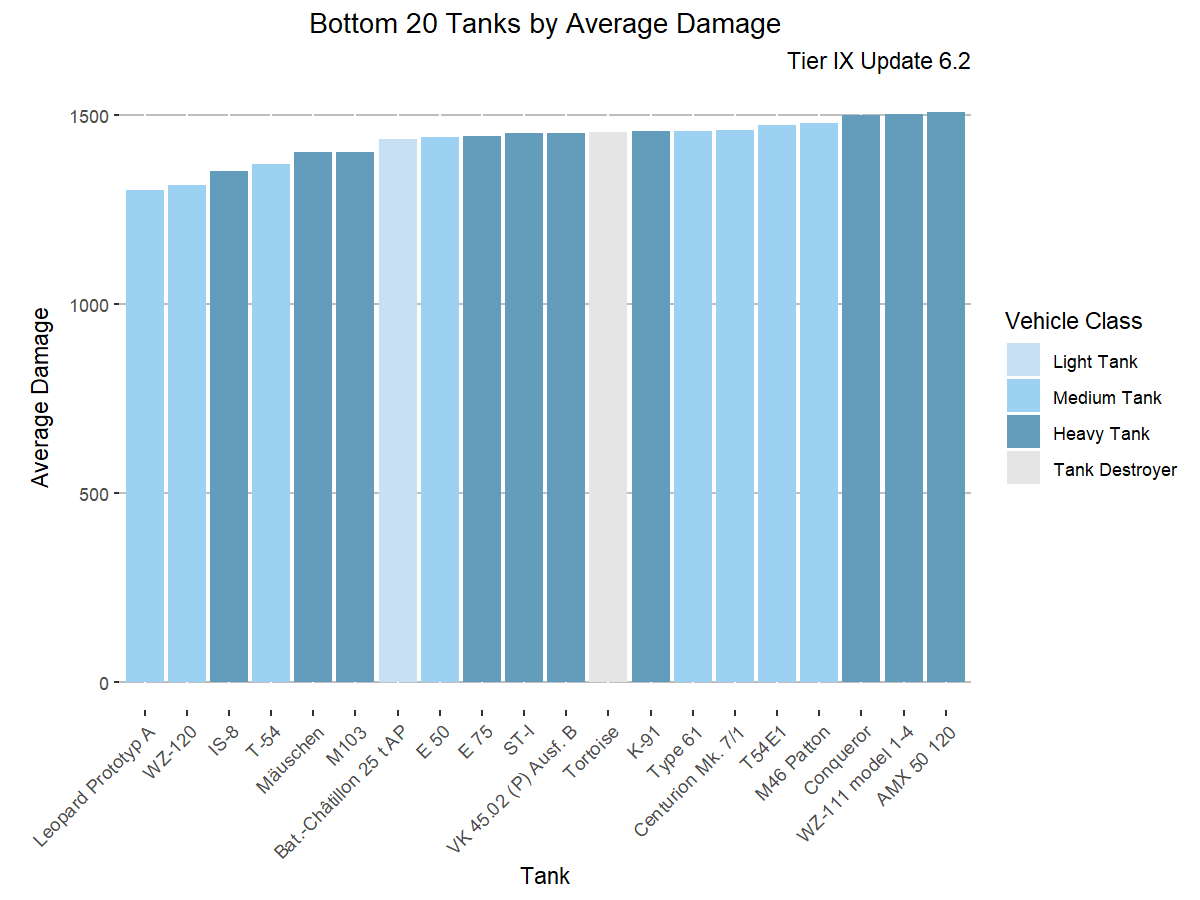 Bottom 20 Tanks by Average Damage
Tier IX Update 6.2
Average Damage
1500
1000
500
0
Leopard Prototyp A
WZ-120
IS-8
T-54
Mäuschen
M103
Bat.-Châtillon 25 t AP
E 50
E 75
ST-I
VK 45.02 (P) Ausf. B
Tortoise
K-91
Type 61
Centurion Mk. 7/1
T54E1
M46 Patton
Conqueror
WZ-111 model 1-4
AMX 50 120
Tank
Vehicle Class
Light Tank
Medium Tank
Heavy Tank
Tank Destroyer